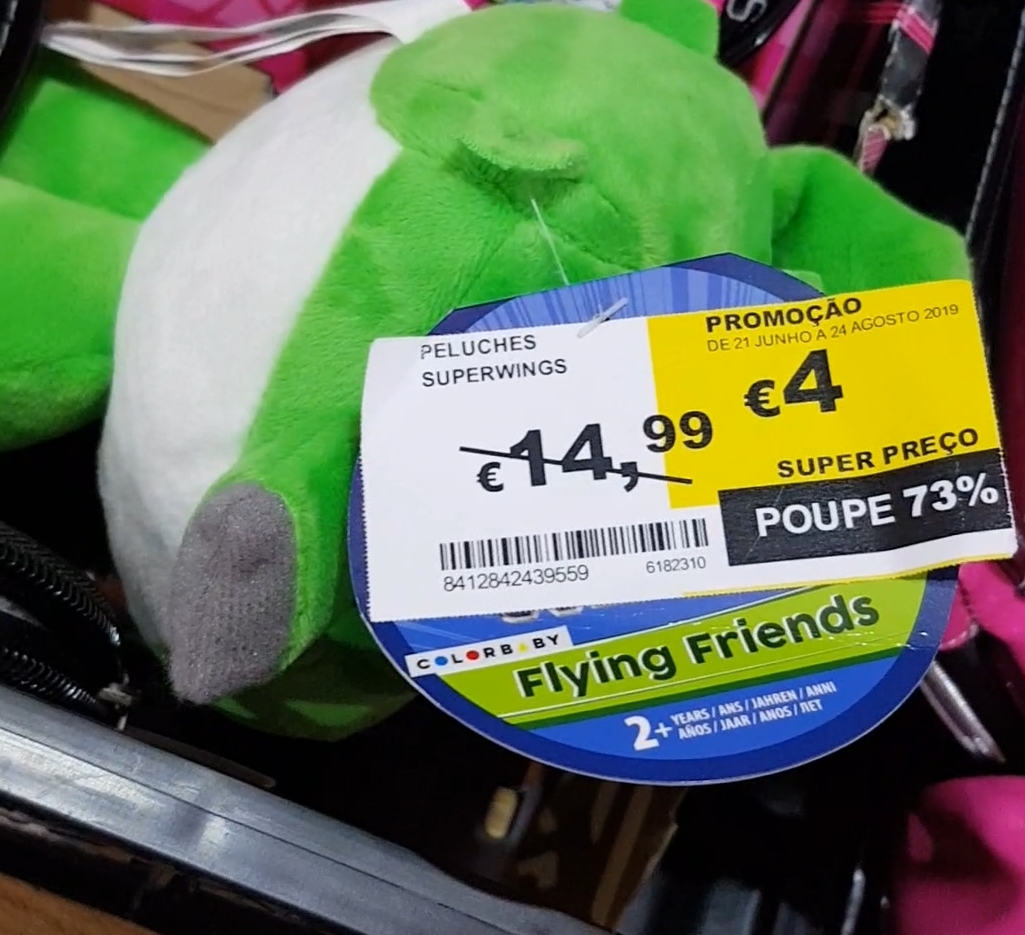 PELUCHES
SUPERWINGS
€14,99
PROMOÇÃO
DE 21 JUNHO A 24 AGOSTO 2019
€4
SUPER PREÇO
POUPE 73%
8412842439559 6182310
COLORBABY
Flying Friends
2+ YEARS / ANS / JAHREN / ANNI
AÑOS / JAAR / ANOS / ЛЕТ